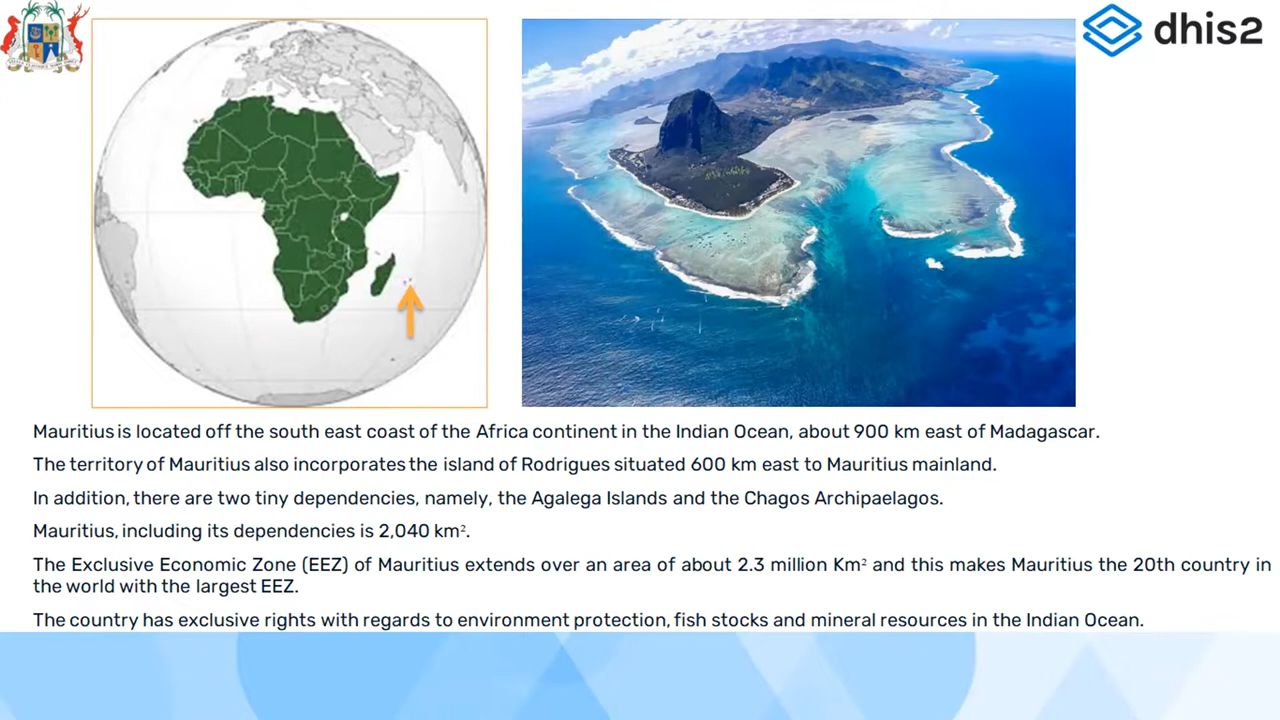 dhis2
Mauritius is located off the south east coast of the Africa continent in the Indian Ocean, about 900 km east of Madagascar.
The territory of Mauritius also incorporates the island of Rodrigues situated 600 km east to Mauritius mainland.
In addition, there are two tiny dependencies, namely, the Agalega Islands and the Chagos Archipaelagos.
Mauritius, including its dependencies is 2,040 km².
The Exclusive Economic Zone (EEZ) of Mauritius extends over an area of about 2.3 million Km² and this makes Mauritius the 20th country in
the world with the largest EEZ.
The country has exclusive rights with regards to environment protection, fish stocks and mineral resources in the Indian Ocean.